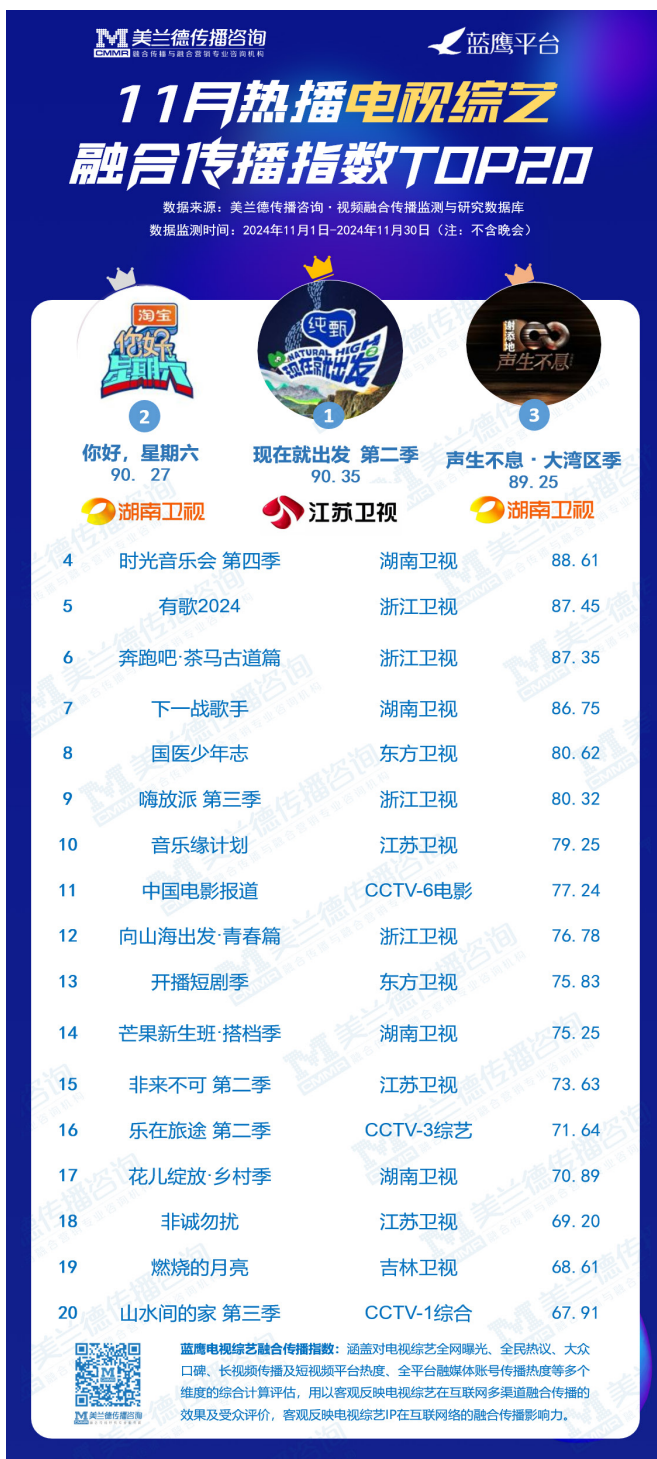 美兰德传播咨询
CMMR 融合传播与融合营销专业咨询机构
蓝鹰平台
11月热播电视综艺
融合传播指数TOP20
数据来源：美兰德传播咨询·视频融合传播监测与研究数据库
数据监测时间：2024年11月1日-2024年11月30日（注：不含晚会）
淘宝
你好
星期六
纯甄
NATURAL HIGH
现在就出发
谢添地
声生不息
2
1
3
你好，星期六
90.27
湖南卫视
现在就出发 第二季
90.35
江苏卫视
声生不息·大湾区季
89.25
湖南卫视
4 时光音乐会 第四季 湖南卫视 88.61
5 有歌2024 浙江卫视 87.45
6 奔跑吧·茶马古道篇 浙江卫视 87.35
7 下一战歌手 湖南卫视 86.75
8 国医少年志 东方卫视 80.62
9 嗨放派 第三季 浙江卫视 80.32
10 音乐缘计划 江苏卫视 79.25
11 中国电影报道 CCTV-6电影 77.24
12 向山海出发·青春篇 浙江卫视 76.78
13 开播短剧季 东方卫视 75.83
14 芒果新生班·搭档季 湖南卫视 75.25
15 非来不可 第二季 江苏卫视 73.63
16 乐在旅途 第二季 CCTV-3综艺 71.64
17 花儿绽放·乡村季 湖南卫视 70.89
18 非诚勿扰 江苏卫视 69.20
19 燃烧的月亮 吉林卫视 68.61
20 山水间的家 第三季 CCTV-1综合 67.91
美兰德传播咨询
蓝鹰电视综艺融合传播指数：涵盖对电视综艺全网曝光、全民热议、大众
口碑、长视频传播及短视频平台热度、全平台融媒体账号传播热度等多个
维度的综合计算评估，用以客观反映电视综艺在互联网多渠道融合传播的
效果及受众评价，客观反映电视综艺IP在互联网络的融合传播影响力。